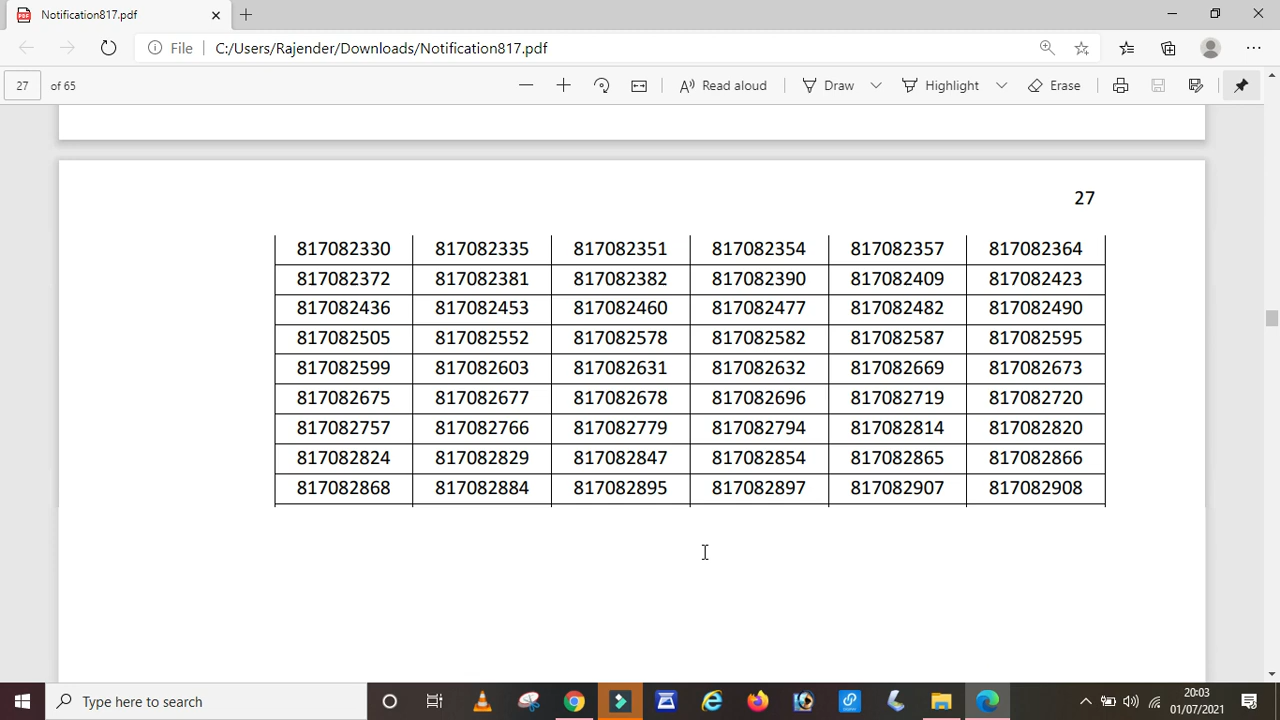 Notification817.pdf
File C:/Users/Rajender/Downloads/Notification817.pdf
27 of 65 Read aloud Draw Highlight Erase
27
817082330 817082335 817082351 817082354 817082357 817082364
817082372 817082381 817082382 817082390 817082409 817082423
817082436 817082453 817082460 817082477 817082482 817082490
817082505 817082552 817082578 817082582 817082587 817082595
817082599 817082603 817082631 817082632 817082669 817082673
817082675 817082677 817082678 817082696 817082719 817082720
817082757 817082766 817082779 817082794 817082814 817082820
817082824 817082829 817082847 817082854 817082865 817082866
817082868 817082884 817082895 817082897 817082907 817082908
Type here to search
20:03
01/07/2021